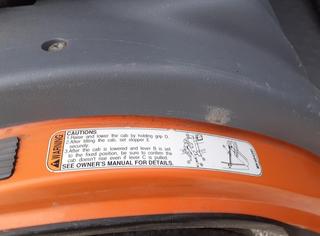 WARNING
CAUTIONS
1.Raise and lower the cab by holding grip D.
2.After tilting the cab, set stopper E
securely.
3.After the cab is lowered and lever B is set
to the fixed position, be sure to confirm the
cab doesn't rise even if lever C is pulled.
SEE OWNER'S MANUAL FOR DETAILS.